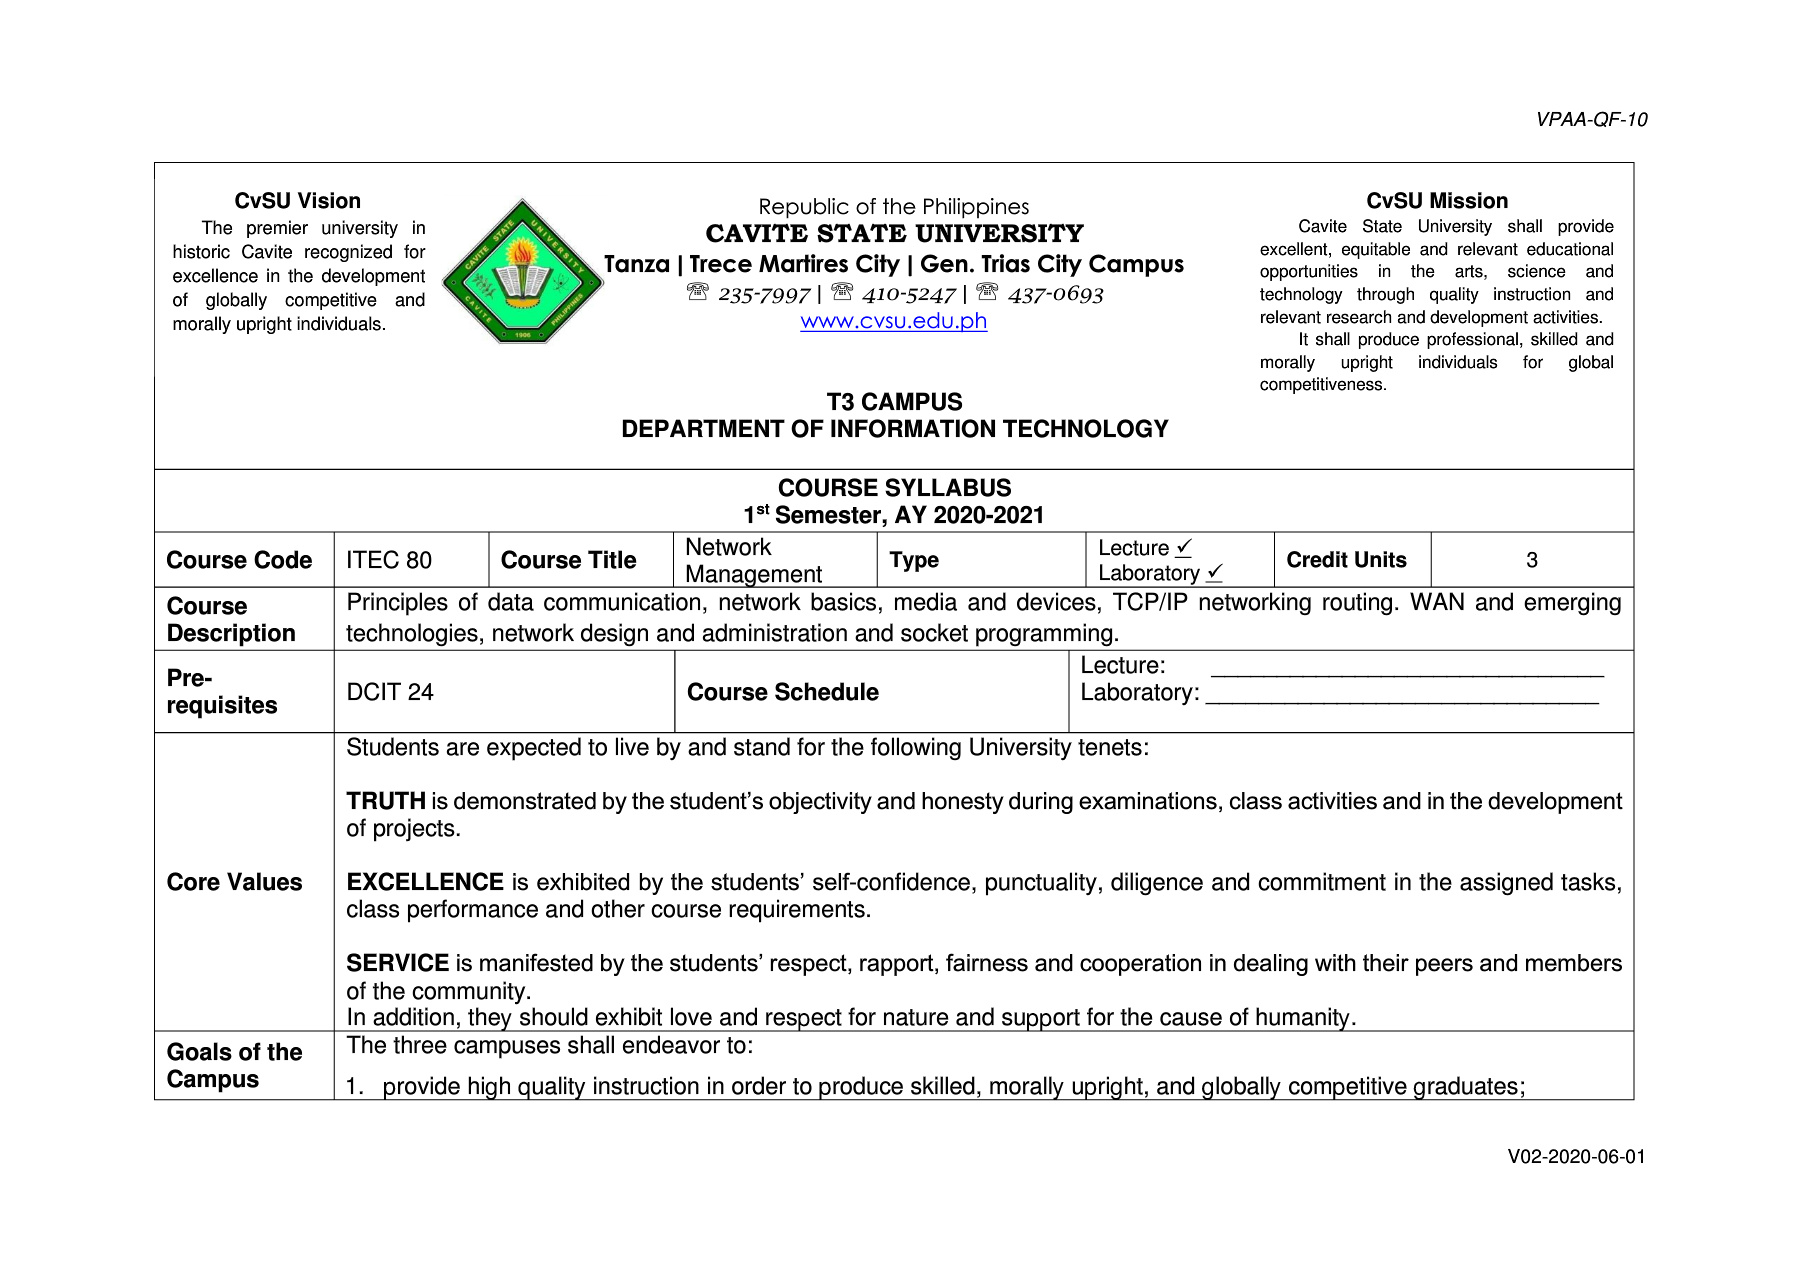 VPAA-QF-10
CvSU Vision
The premier university in
historic Cavite recognized for
excellence in the development
of globally competitive and
morally upright individuals.
CAVITE STATE UNIVERSITY
CAVITE
PHILIPPINES
1906
Republic of the Philippines
CAVITE STATE UNIVERSITY
Tanza | Trece Martires City | Gen. Trias City Campus
☏ 235-7997 | ☏ 410-5247 | ☏ 437-0693
www.cvsu.edu.ph
CvSU Mission
Cavite State University shall provide
excellent, equitable and relevant educational
opportunities in the arts, science and
technology through quality instruction and
relevant research and development activities.
It shall produce professional, skilled and
morally upright individuals for global
competitiveness.
T3 CAMPUS
DEPARTMENT OF INFORMATION TECHNOLOGY
COURSE SYLLABUS
1st Semester, AY 2020-2021
Course Code
ITEC 80
Course Title
Network
Management
Type
Lecture ✓
Laboratory ✓
Credit Units
3
Course
Description
Principles of data communication, network basics, media and devices, TCP/IP networking routing. WAN and emerging
technologies, network design and administration and socket programming.
Pre-
requisites
DCIT 24
Course Schedule
Lecture: ______________________________
Laboratory: ______________________________
Core Values
Students are expected to live by and stand for the following University tenets:
TRUTH is demonstrated by the student’s objectivity and honesty during examinations, class activities and in the development
of projects.
EXCELLENCE is exhibited by the students’ self-confidence, punctuality, diligence and commitment in the assigned tasks,
class performance and other course requirements.
SERVICE is manifested by the students’ respect, rapport, fairness and cooperation in dealing with their peers and members
of the community.
In addition, they should exhibit love and respect for nature and support for the cause of humanity.
Goals of the
Campus
The three campuses shall endeavor to:
1. provide high quality instruction in order to produce skilled, morally upright, and globally competitive graduates;
V02-2020-06-01